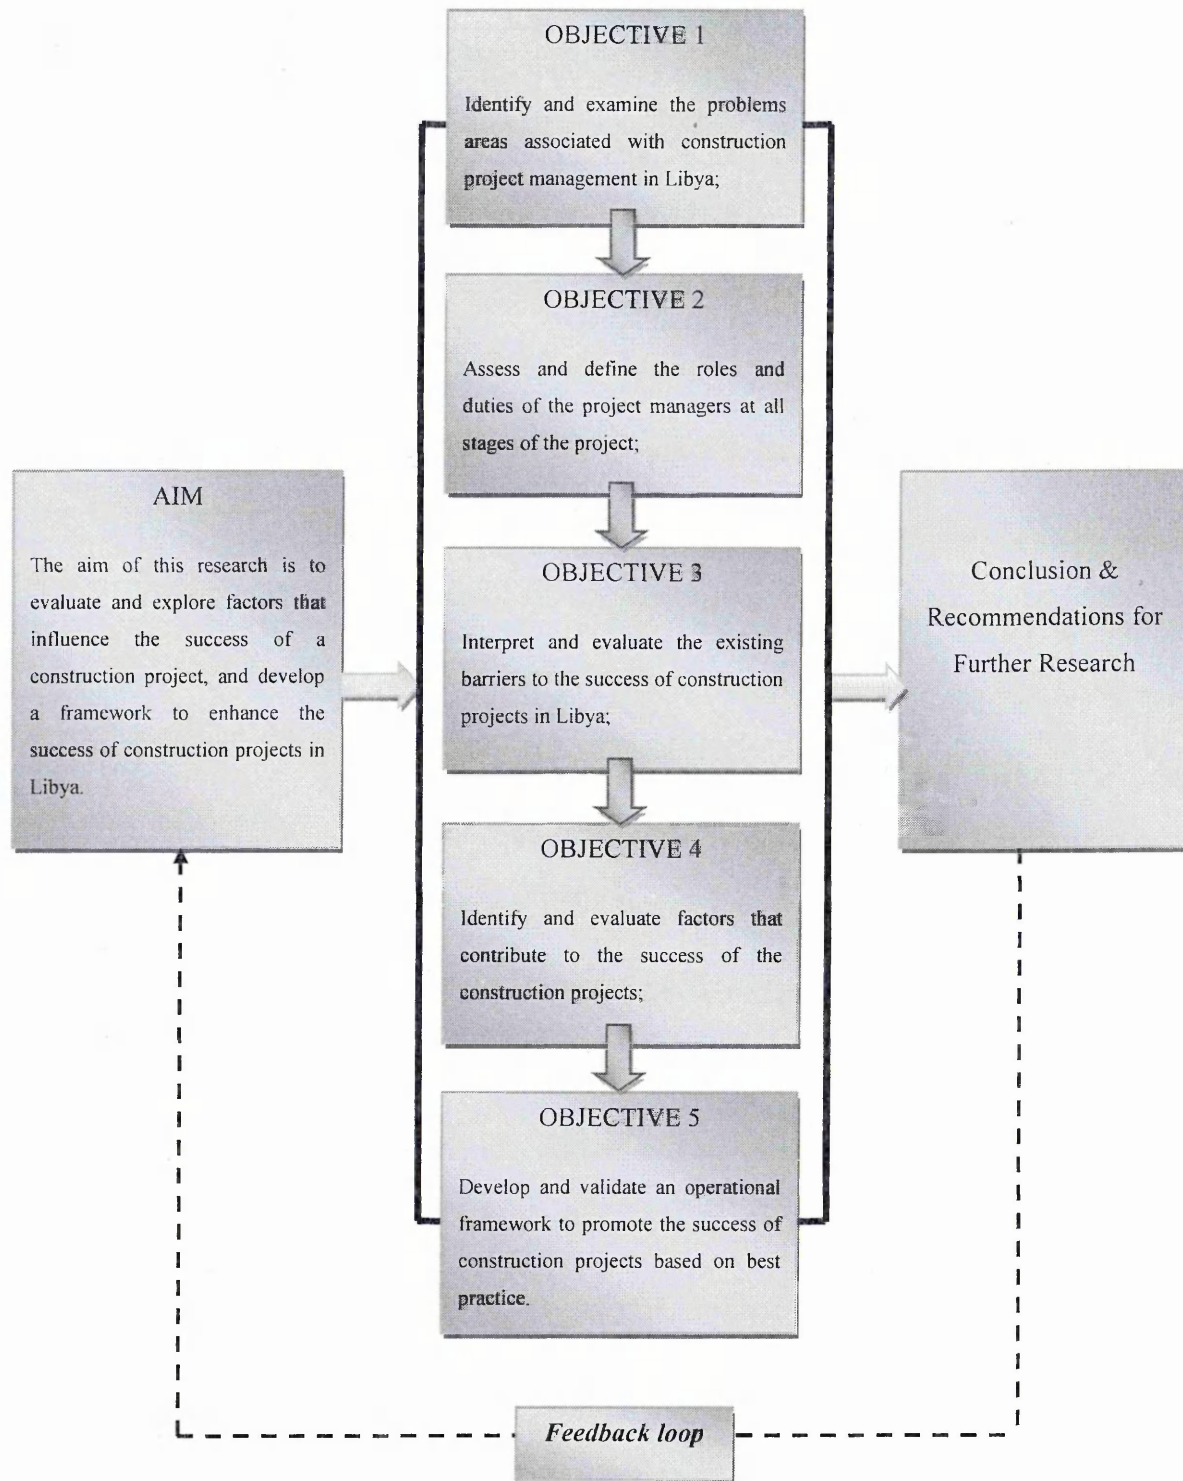 AIM
The aim of this research is to
evaluate and explore factors that
influence the success of a
construction project, and develop
a framework to enhance the
success of construction projects in
Libya.
OBJECTIVE 1
Identify and examine the problems
areas associated with construction
project management in Libya;
OBJECTIVE 2
Assess and define the roles and
duties of the project managers at all
stages of the project;
OBJECTIVE 3
Interpret and evaluate the existing
barriers to the success of construction
projects in Libya;
OBJECTIVE 4
Identify and evaluate factors that
contribute to the success of the
construction projects;
OBJECTIVE 5
Develop and validate an operational
framework to promote the success of
construction projects based on best
practice.
Conclusion &
Recommendations for
Further Research
Feedback loop